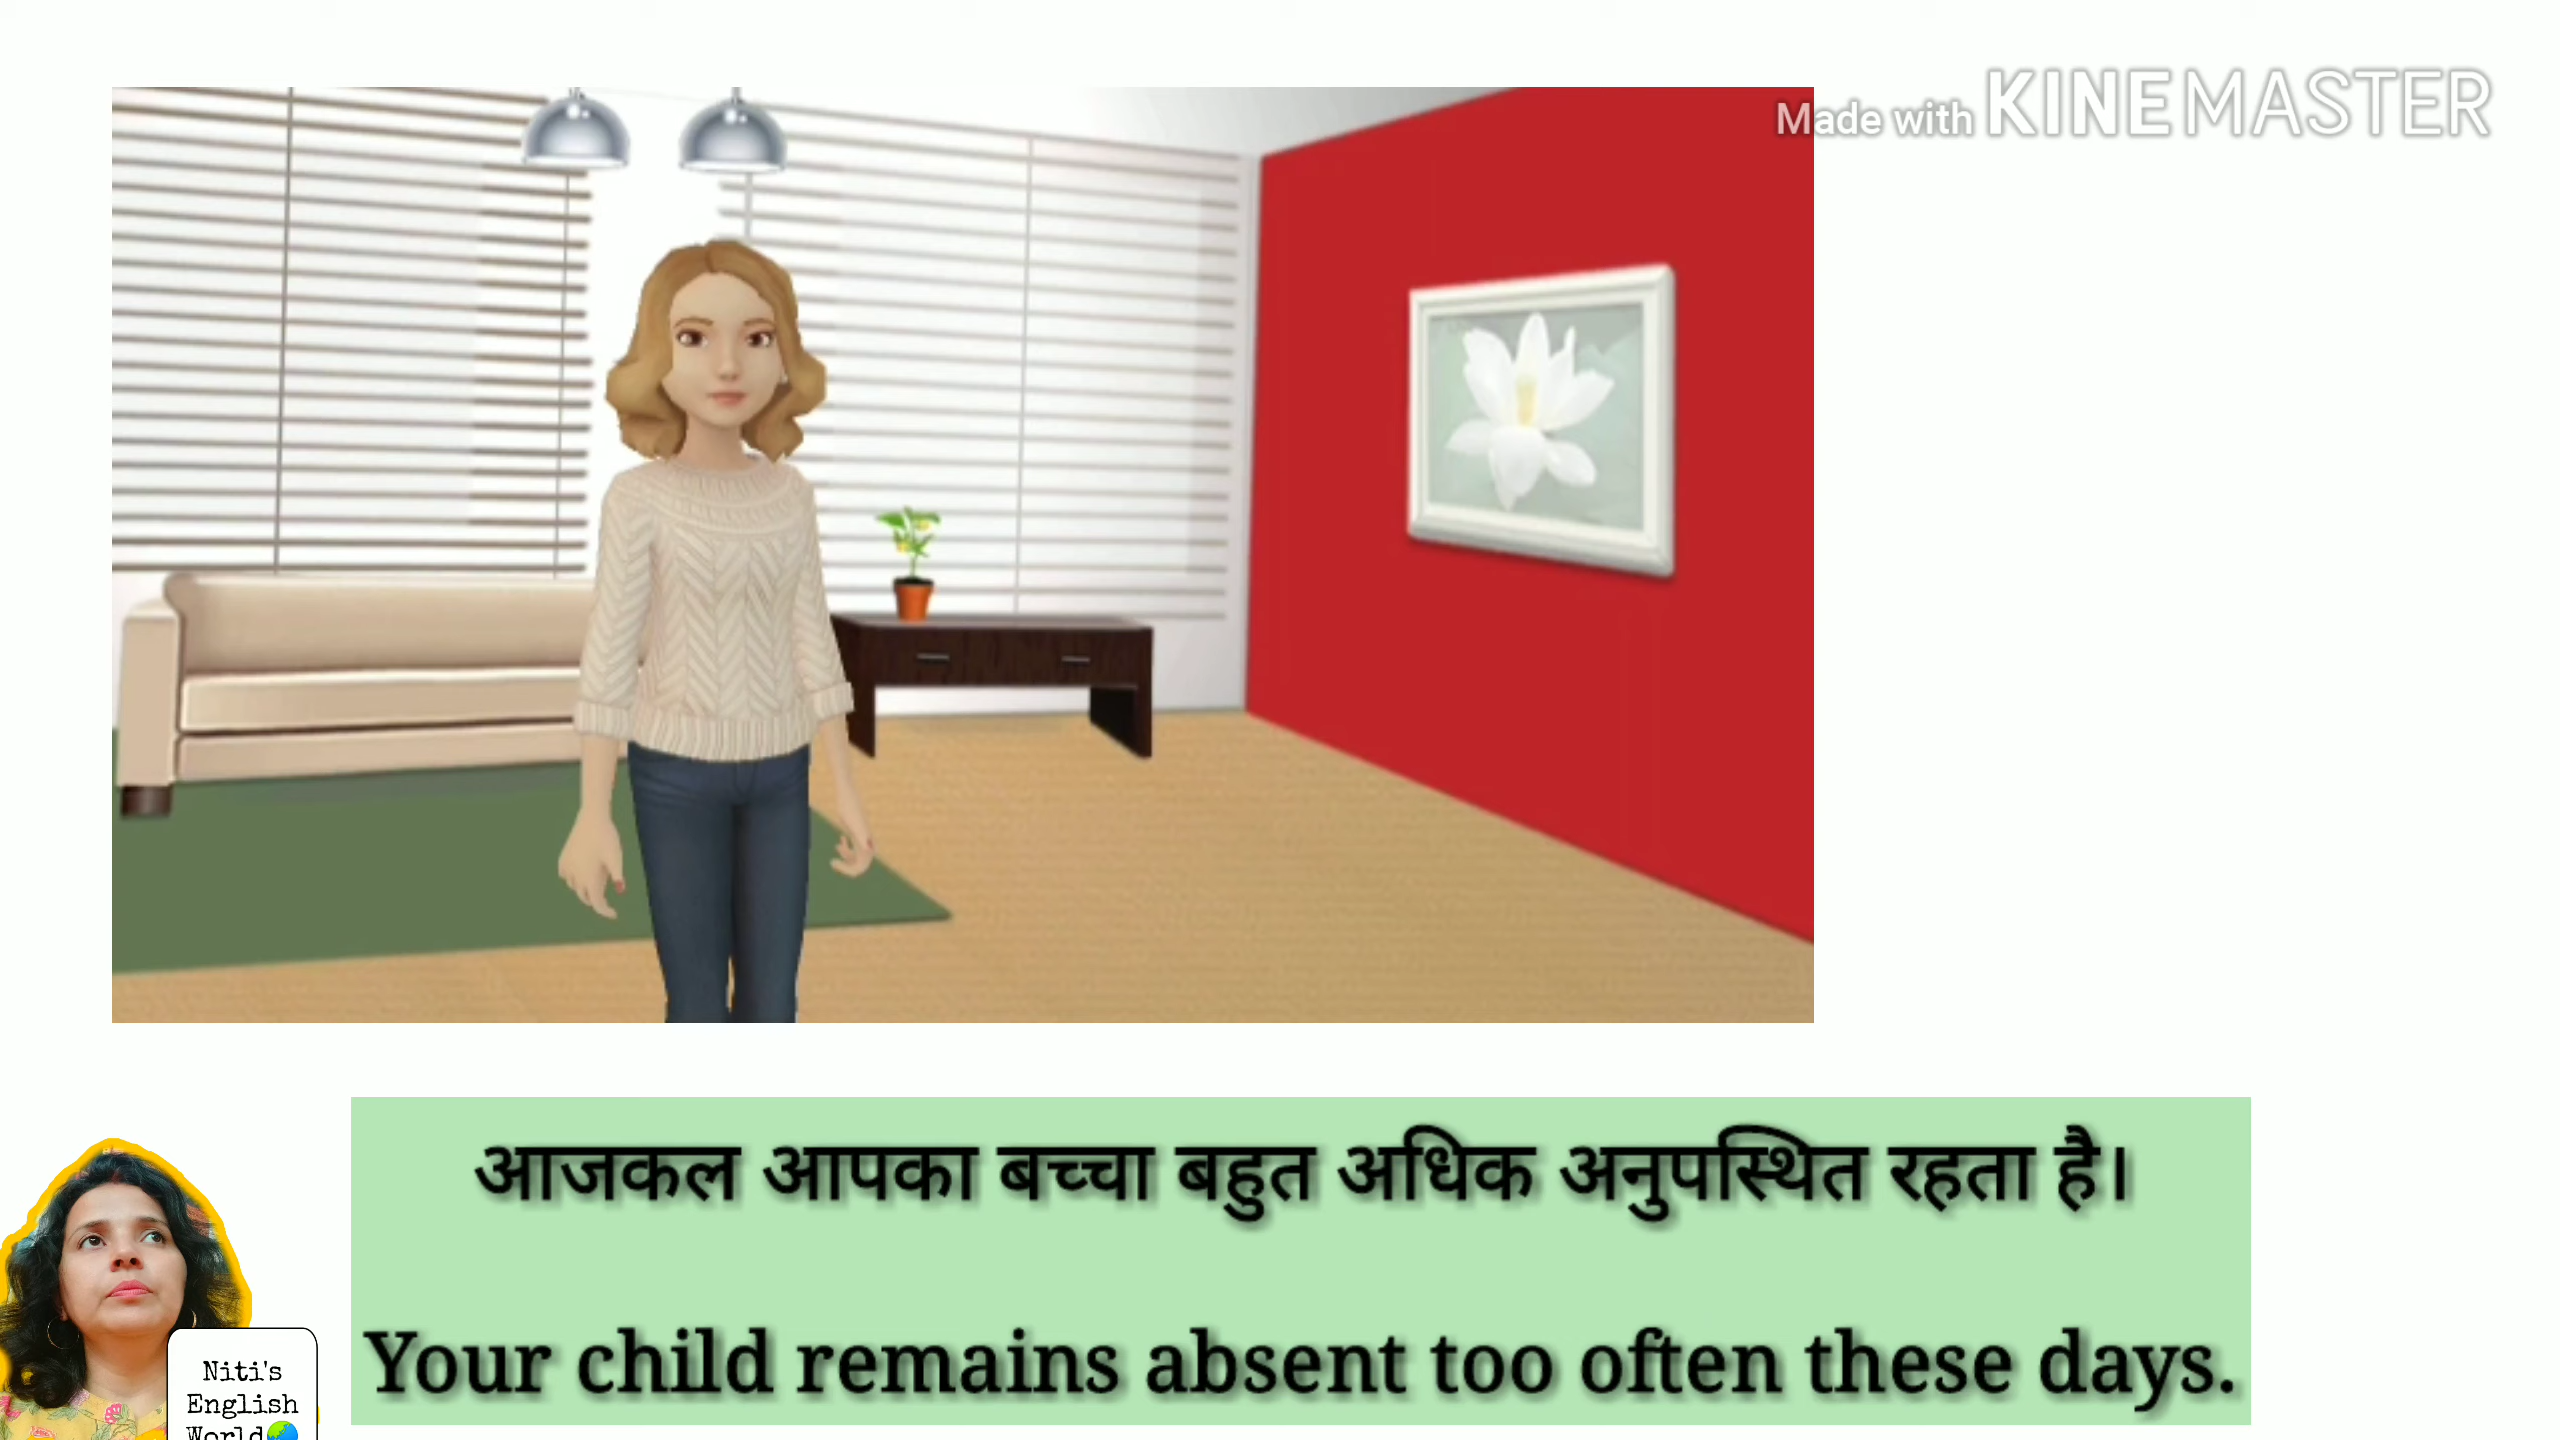 Made with KINEMASTER
आजकल आपका बच्चा बहुत अधिक अनुपस्थित रहता है।
Your child remains absent too often these days.
Niti's
English
World